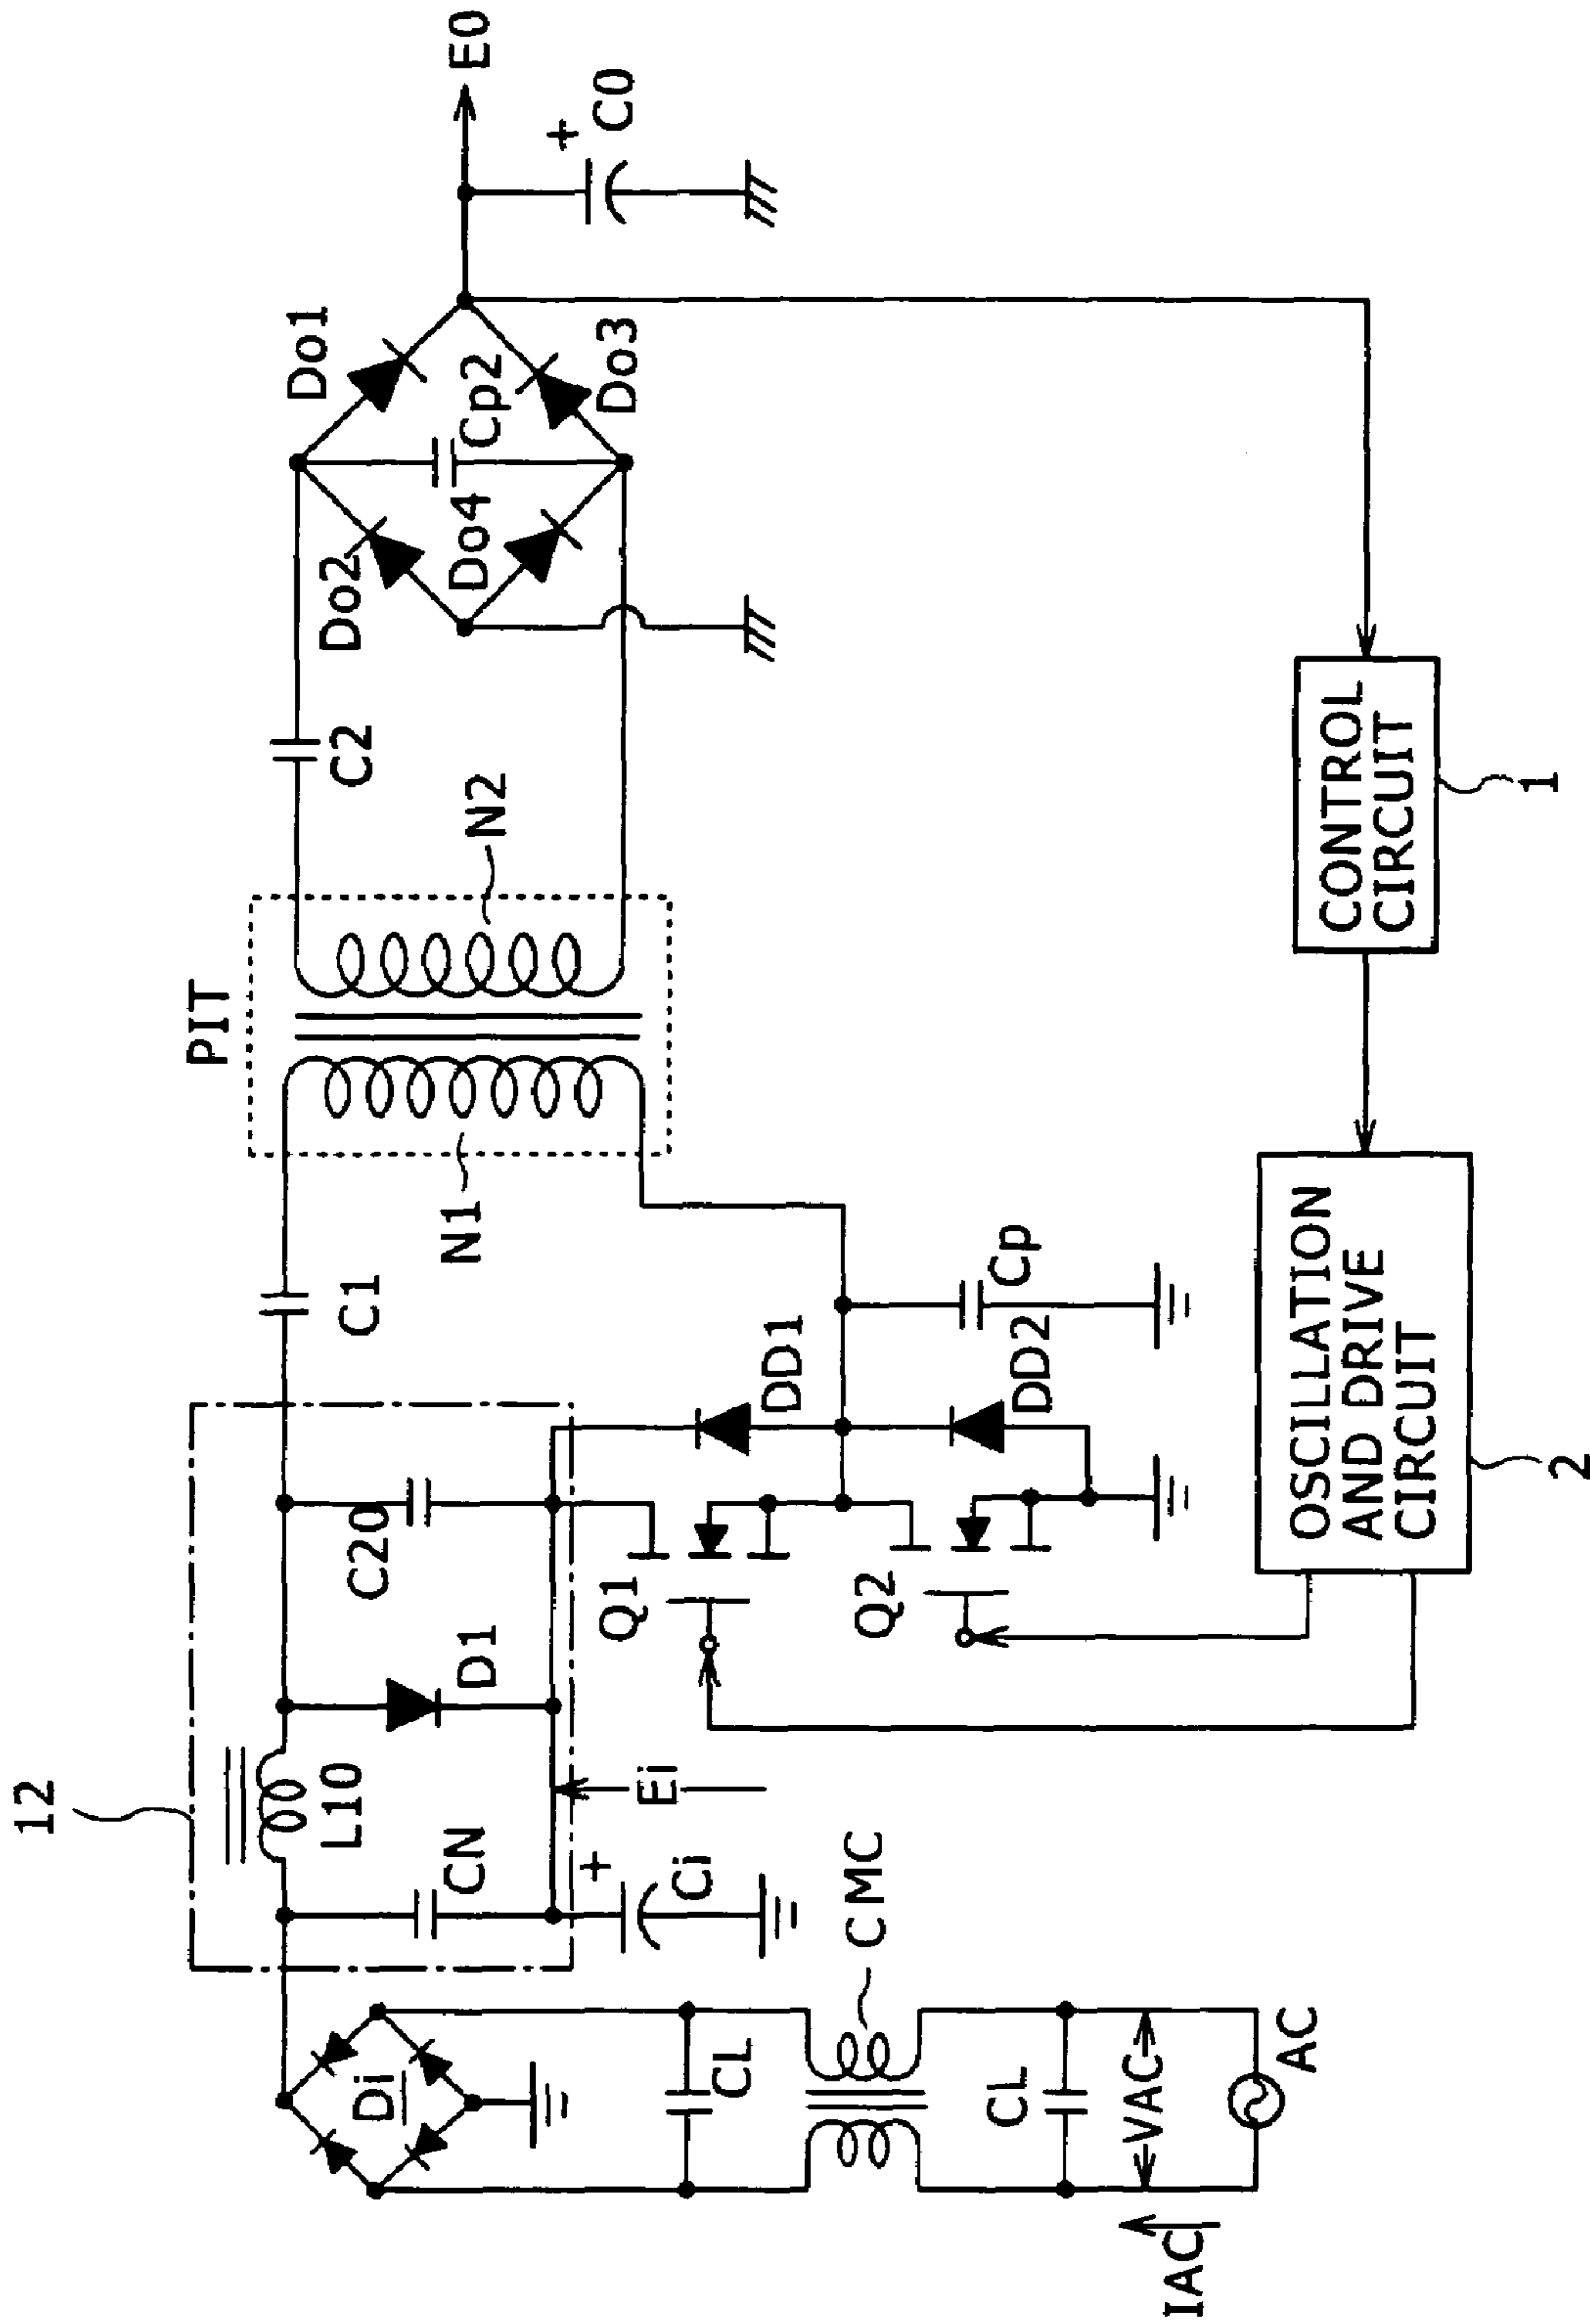 12
PIT
E0
CN
L10
D1
C20
C1
N1
N2
C2
Do1
Do2
Do3
Do4
Cp2
+
C0
Di
+
Ci
Ei
Q1
Q2
DD1
DD2
Cp
CL
CMC
CL
VAC
AC
IAC
OSCILLATION
AND DRIVE
CIRCUIT
2
CONTROL
CIRCUIT
1